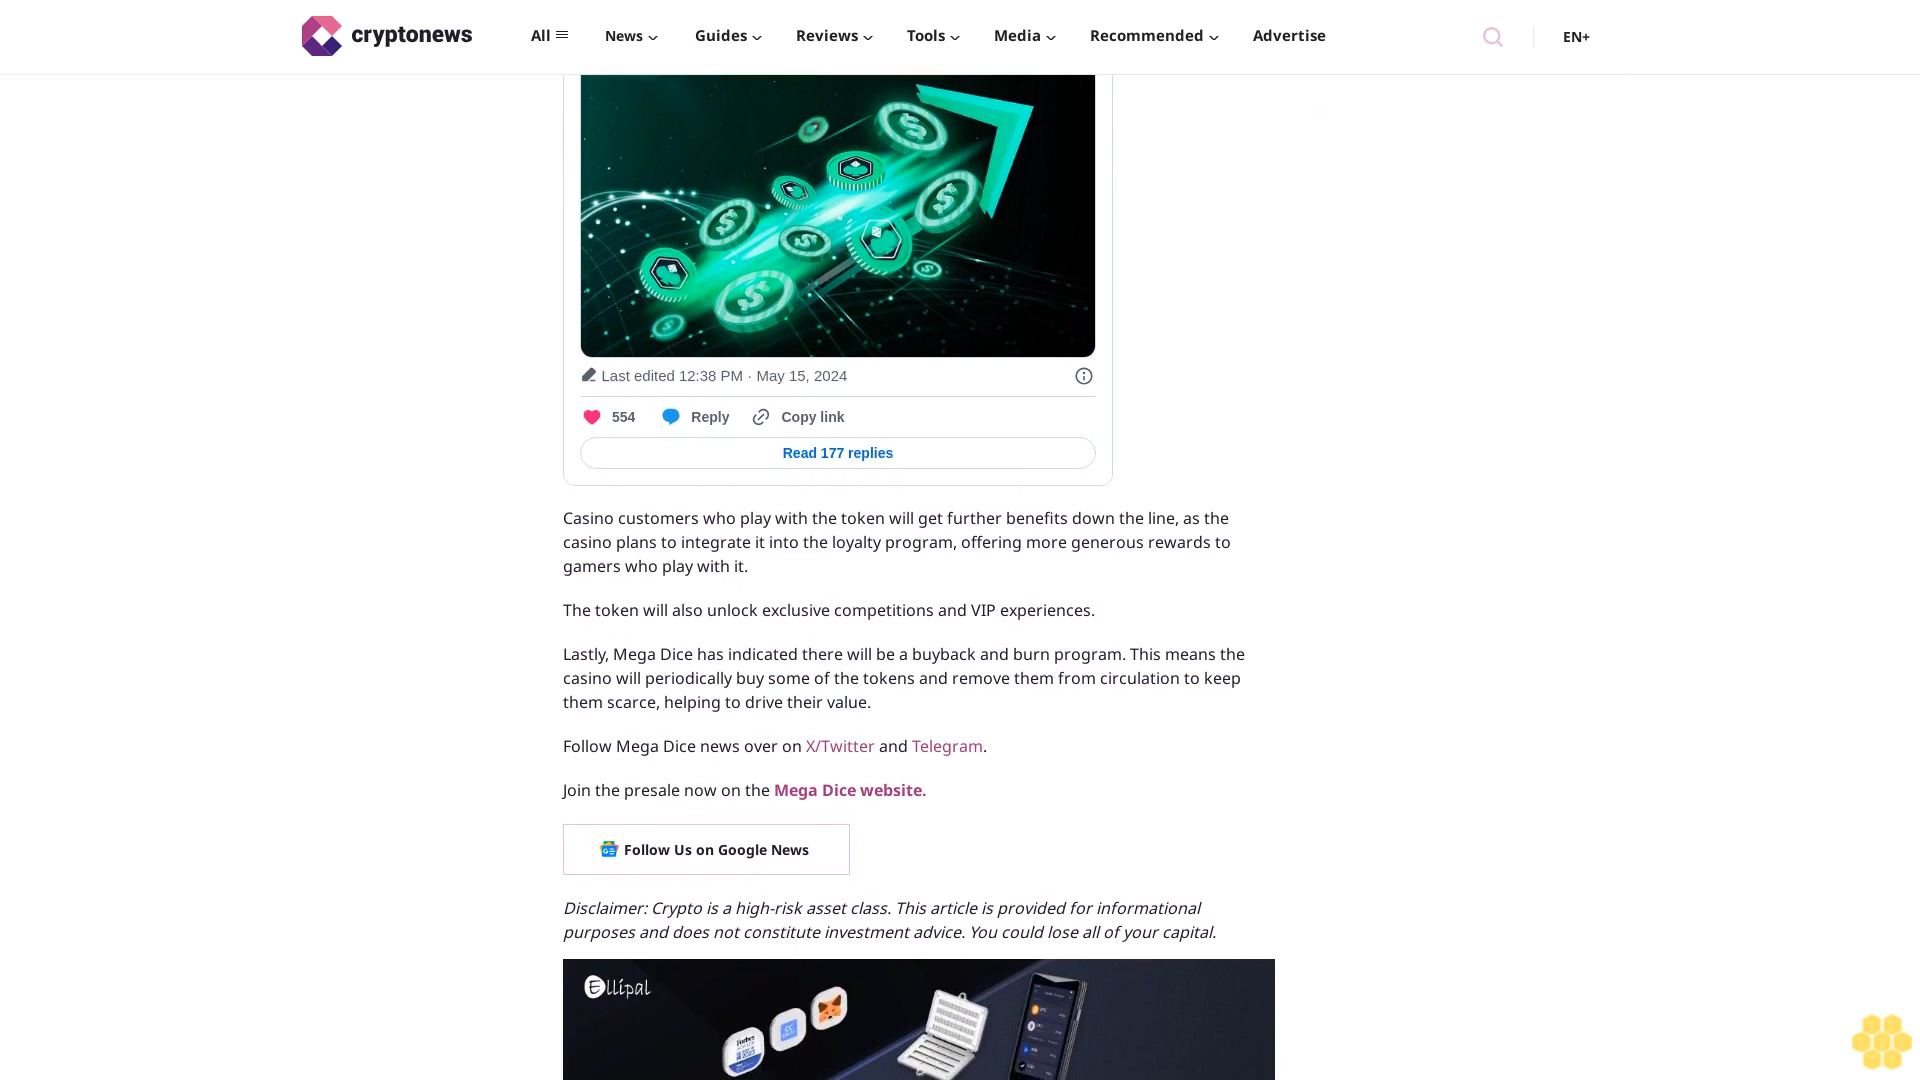 cryptonews
All
News
Guides
Reviews
Tools
Media
Recommended
Advertise
EN+
Last edited 12:38 PM · May 15, 2024
554
Reply
Copy link
Read 177 replies
Casino customers who play with the token will get further benefits down the line, as the
casino plans to integrate it into the loyalty program, offering more generous rewards to
gamers who play with it.
The token will also unlock exclusive competitions and VIP experiences.
Lastly, Mega Dice has indicated there will be a buyback and burn program. This means the
casino will periodically buy some of the tokens and remove them from circulation to keep
them scarce, helping to drive their value.
Follow Mega Dice news over on X/Twitter and Telegram.
Join the presale now on the Mega Dice website.
Follow Us on Google News
Disclaimer: Crypto is a high-risk asset class. This article is provided for informational
purposes and does not constitute investment advice. You could lose all of your capital.
Ellipal
Forbes